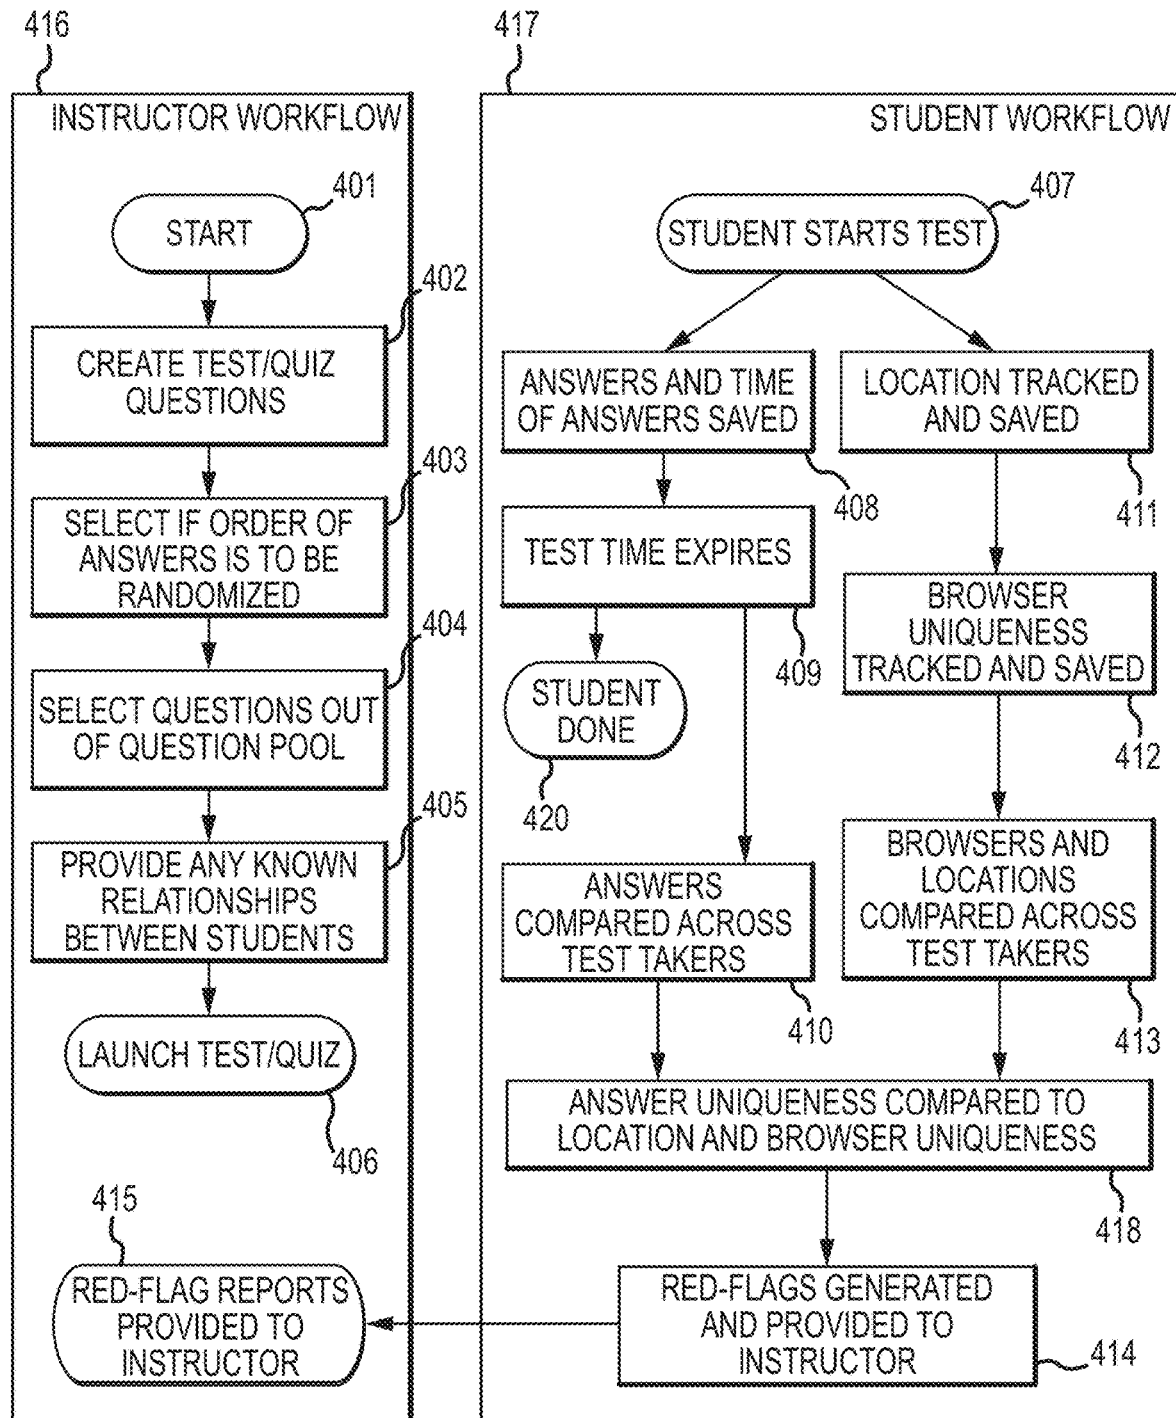 416
INSTRUCTOR WORKFLOW
401
START
402
CREATE TEST/QUIZ
QUESTIONS
403
SELECT IF ORDER OF
ANSWERS IS TO BE
RANDOMIZED
404
SELECT QUESTIONS OUT
OF QUESTION POOL
405
PROVIDE ANY KNOWN
RELATIONSHIPS
BETWEEN STUDENTS
LAUNCH TEST/QUIZ
406
415
RED-FLAG REPORTS
PROVIDED TO
INSTRUCTOR
417
STUDENT WORKFLOW
407
STUDENT STARTS TEST
ANSWERS AND TIME
OF ANSWERS SAVED
408
TEST TIME EXPIRES
409
STUDENT
DONE
420
ANSWERS
COMPARED ACROSS
TEST TAKERS
410
LOCATION TRACKED
AND SAVED
411
BROWSER
UNIQUENESS
TRACKED AND SAVED
412
BROWSERS AND
LOCATIONS
COMPARED ACROSS
TEST TAKERS
413
ANSWER UNIQUENESS COMPARED TO
LOCATION AND BROWSER UNIQUENESS
418
RED-FLAGS GENERATED
AND PROVIDED TO
INSTRUCTOR
414